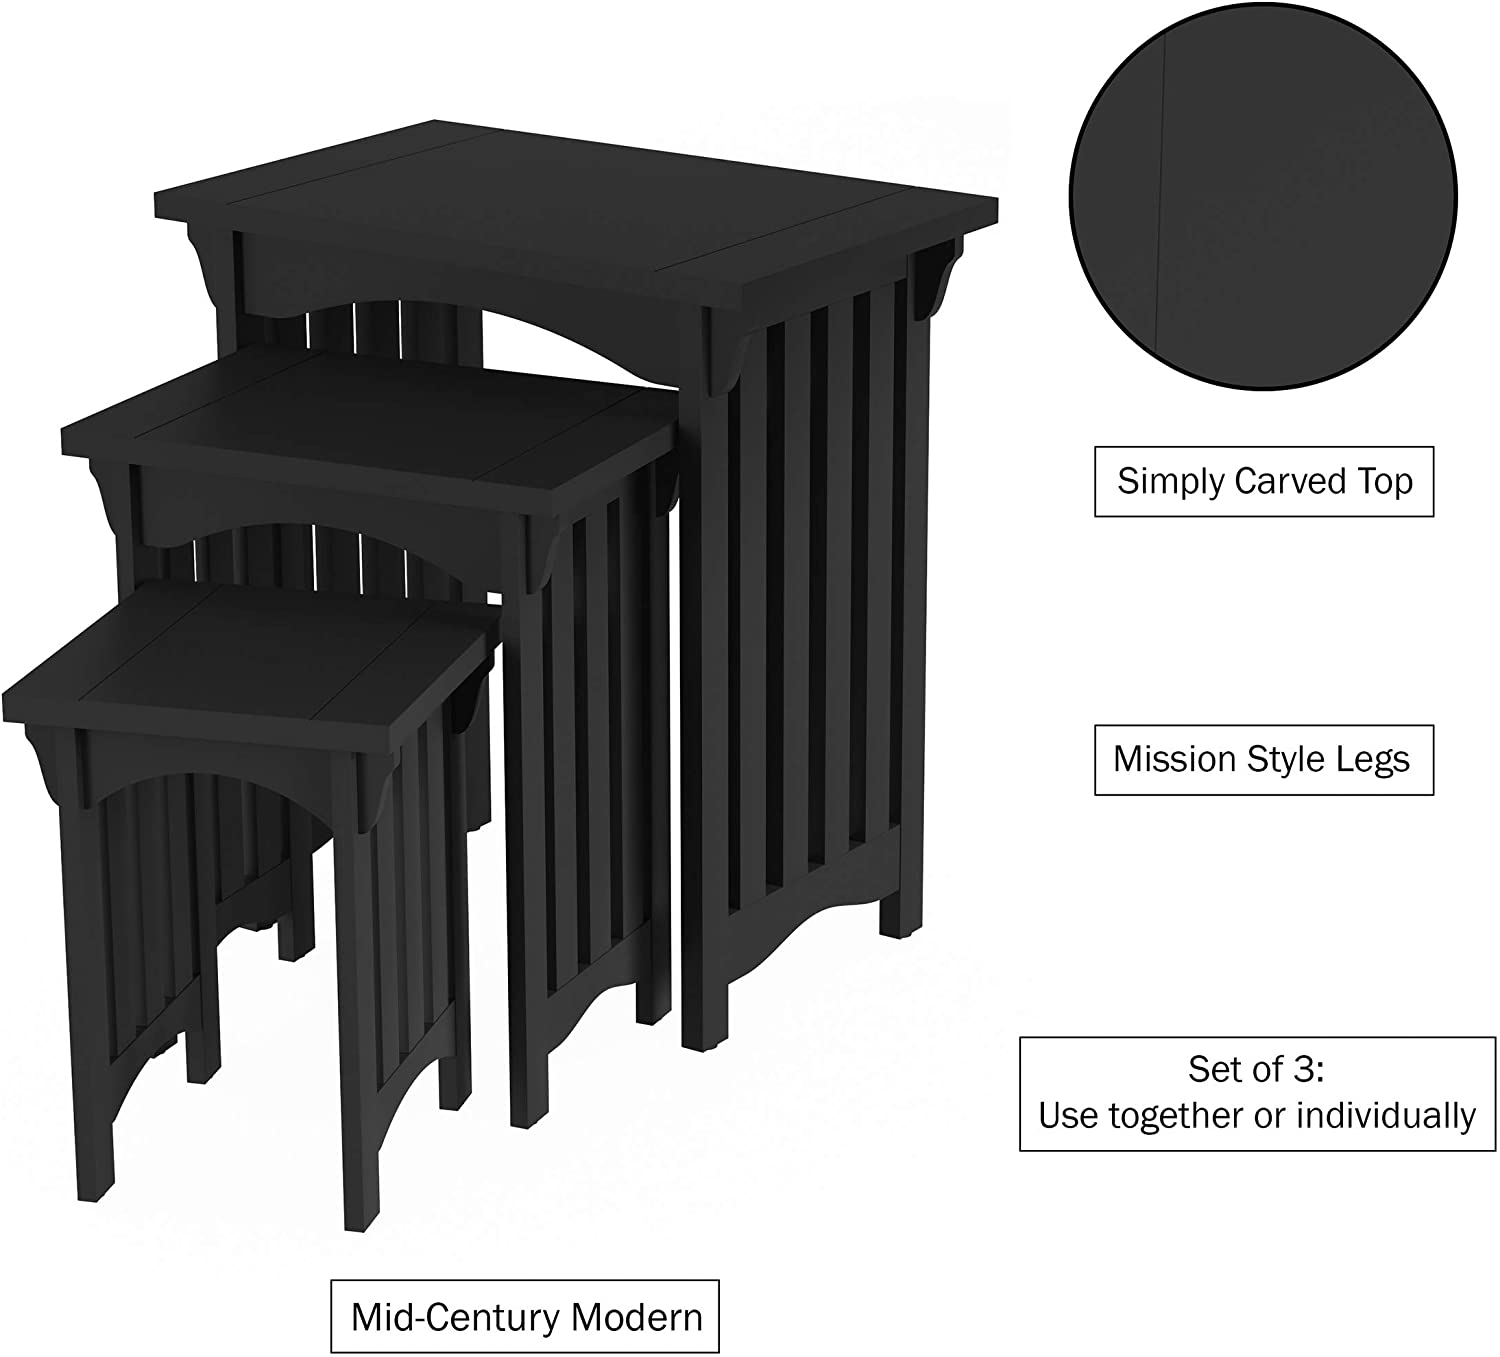 Simply Carved Top
Mission Style Legs
Set of 3:
Use together or individually
Mid-Century Modern